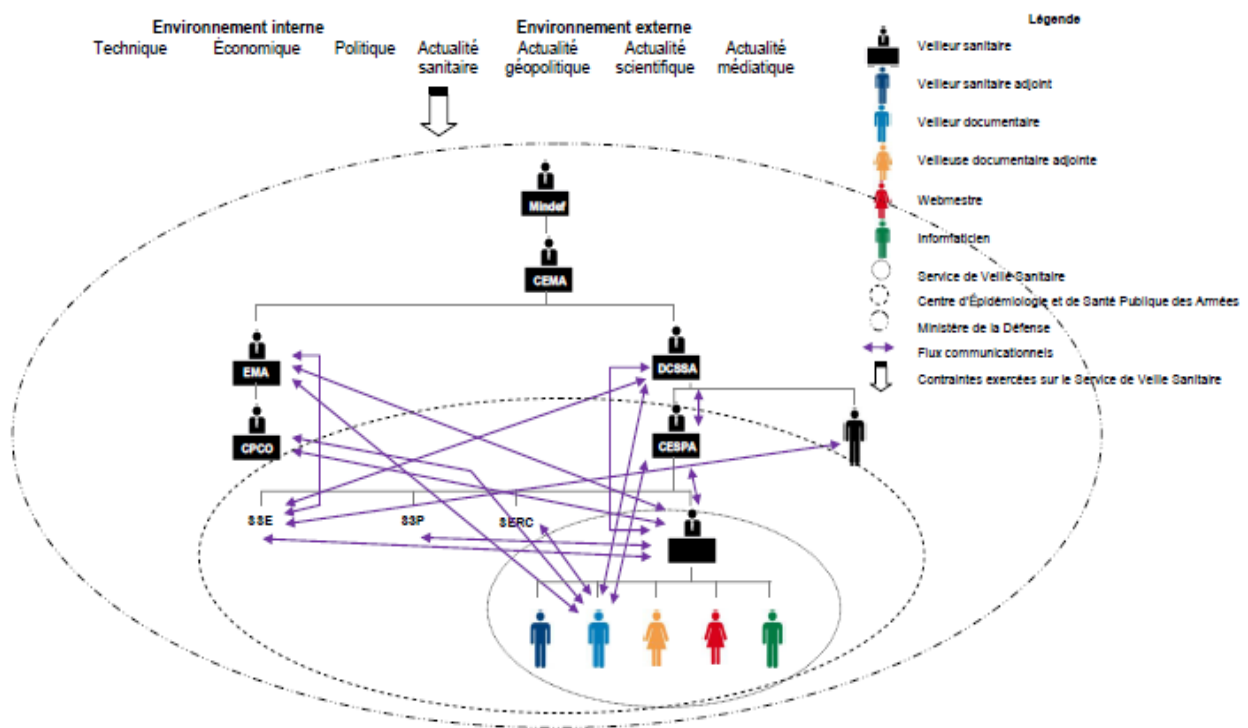 Environnement interne
Environnement externe
Technique
Économique
Politique
Actualité
sanitaire
Actualité
géopolitique
Actualité
scientifique
Actualité
médiatique
Légende
Veilleur sanitaire
Veilleur sanitaire adjoint
Veilleur documentaire
Veilleuse documentaire adjointe
Webmestre
Infomfaticien
Service de Veille Sanitaire
Centre d'Épidémiologie et de Santé Publique des Armées
Ministère de la Défense
Flux communicationnels
Contraintes exercées sur le Service de Veille Sanitaire
Mindef
CEMA
EMA
DCSSA
CPCO
CESPA
SSE
SSP
SERC